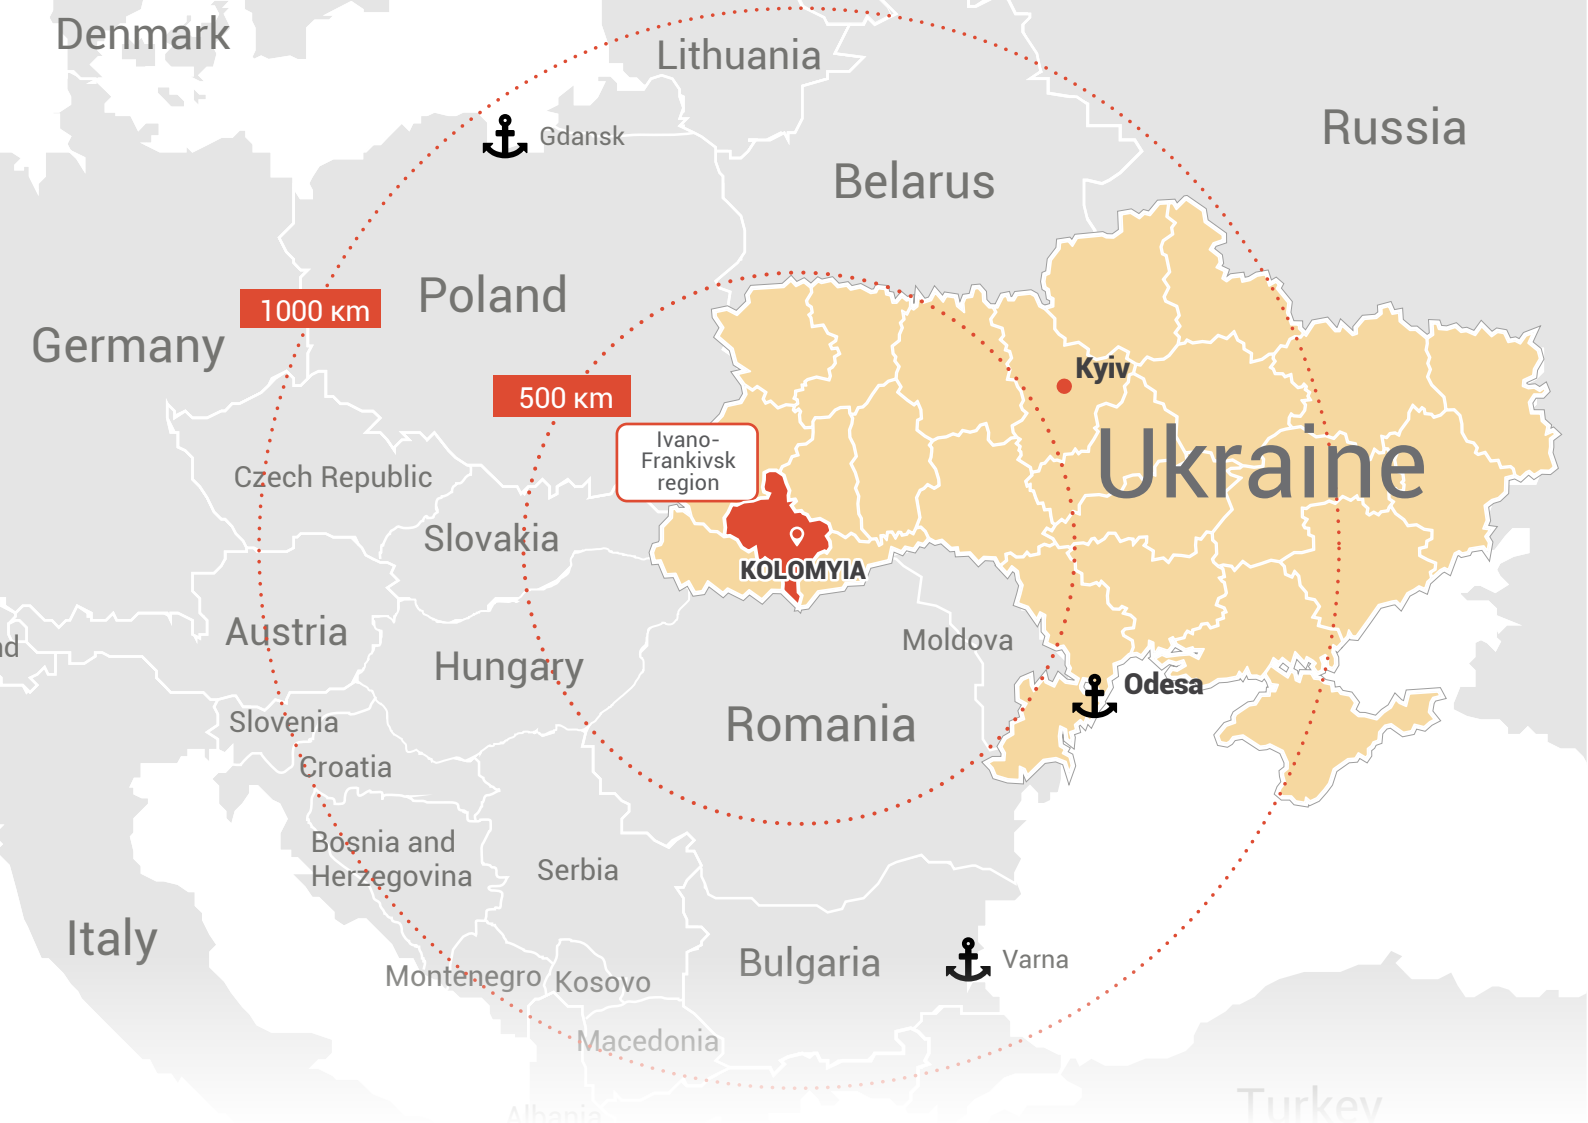 Denmark
Lithuania
Russia
Gdansk
Belarus
Poland
1000 км
Germany
Kyiv
500 км
Ivano-
Frankivsk
region
Ukraine
Czech Republic
Slovakia
KOLOMYIA
Austria
Moldova
nd
Hungary
Odesa
Slovenia
Romania
Croatia
Bosnia and
Herzegovina
Serbia
Italy
Bulgaria
Varna
Montenegro
Kosovo
Macedonia
Albania
Turkey